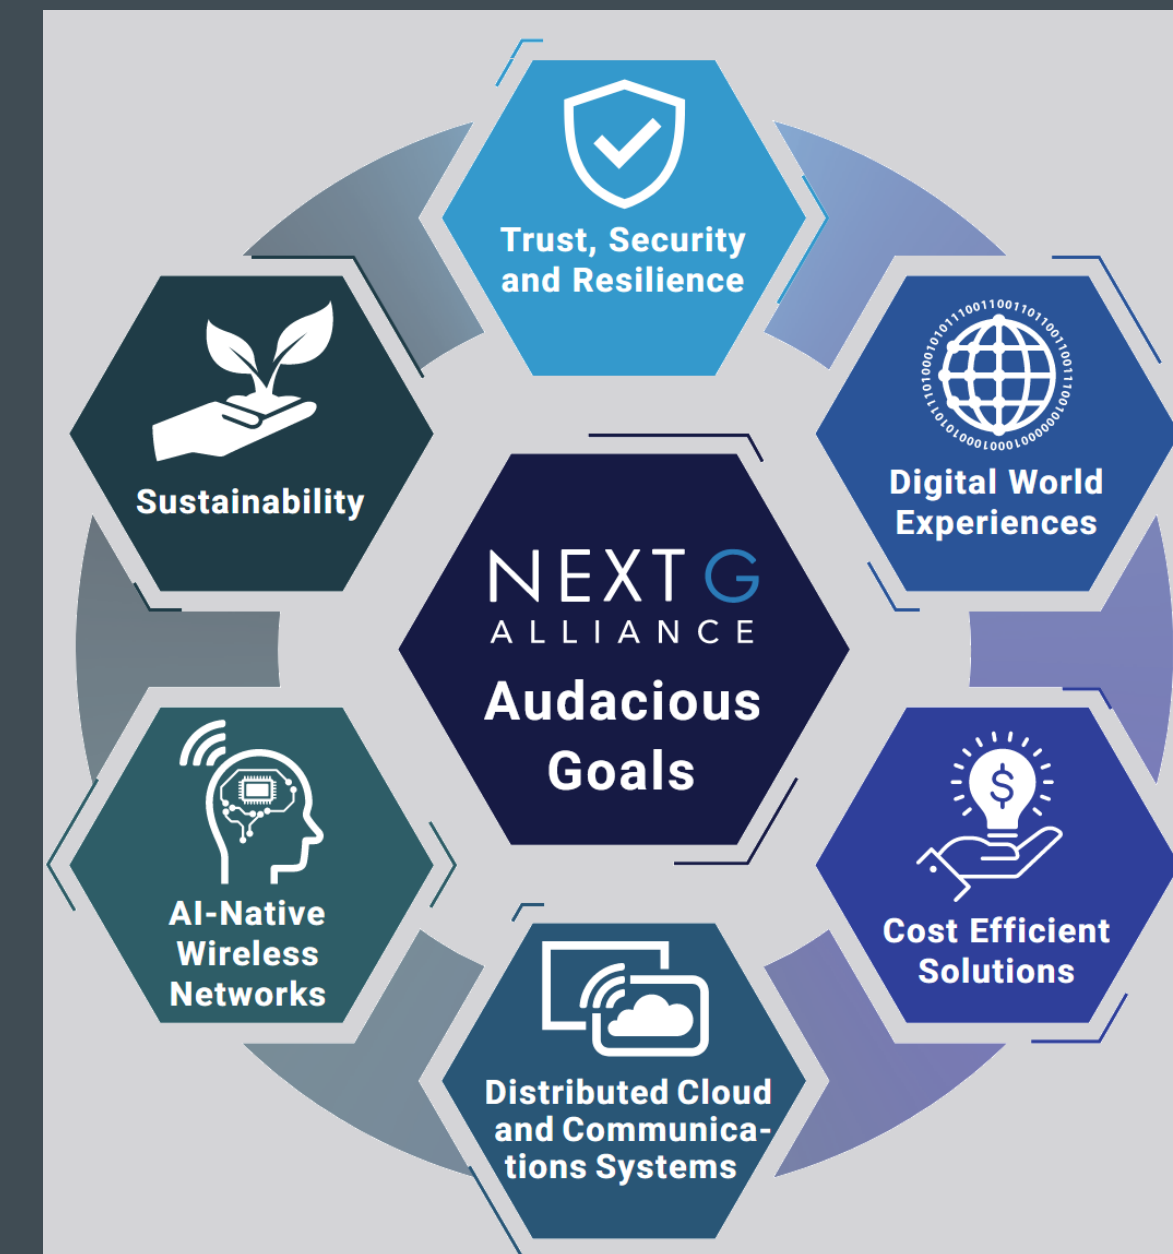 Trust, Security
and Resilience
Digital World
Experiences
Sustainability
NEXT G
ALLIANCE
Audacious
Goals
AI-Native
Wireless
Networks
$
Cost Efficient
Solutions
Distributed Cloud
and Communica-
tions Systems